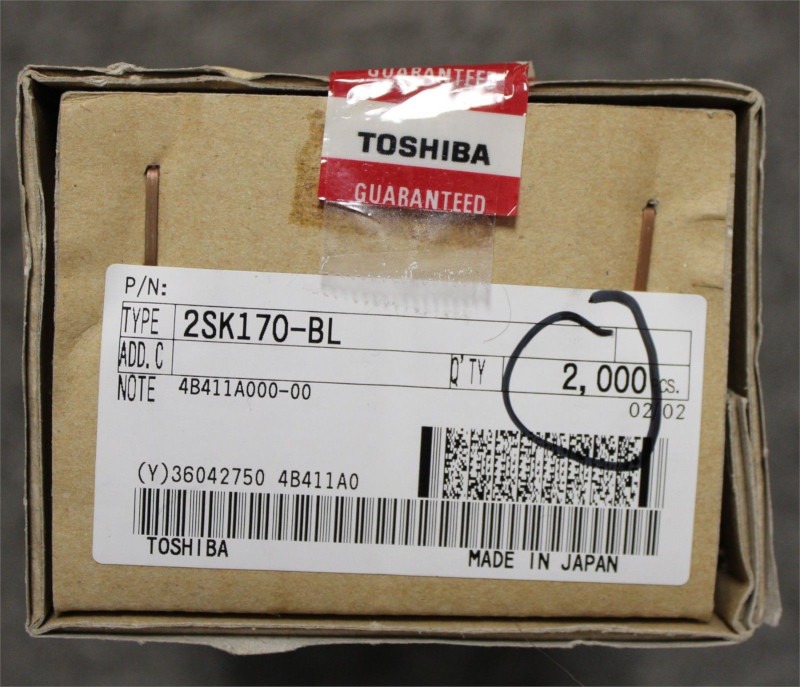 GUARANTEED
TOSHIBA
GUARANTEED
P/N:
TYPE 2SK170-BL
ADD.C
Q'TY 2,000 PCS.
NOTE 4B411A000-00
02/02
(Y)36042750 4B411A0
TOSHIBA
MADE IN JAPAN